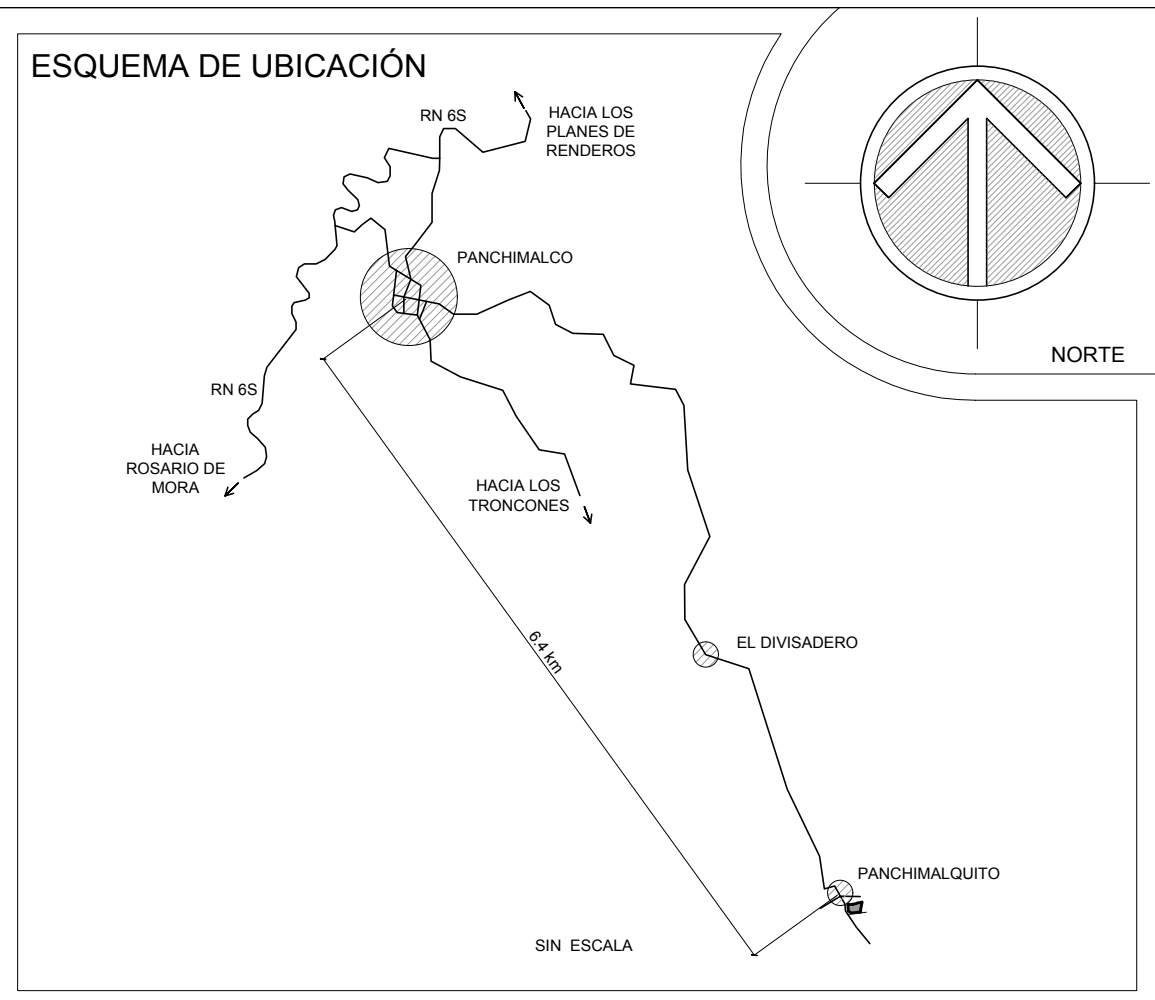 ESQUEMA DE UBICACIÓN
RN 6S
HACIA LOS
PLANES DE
RENDEROS
PANCHIMALCO
NORTE
RN 6S
HACIA
ROSARIO DE
MORA
HACIA LOS
TRONCONES
6.4 km
EL DIVISADERO
PANCHIMALQUITO
SIN ESCALA